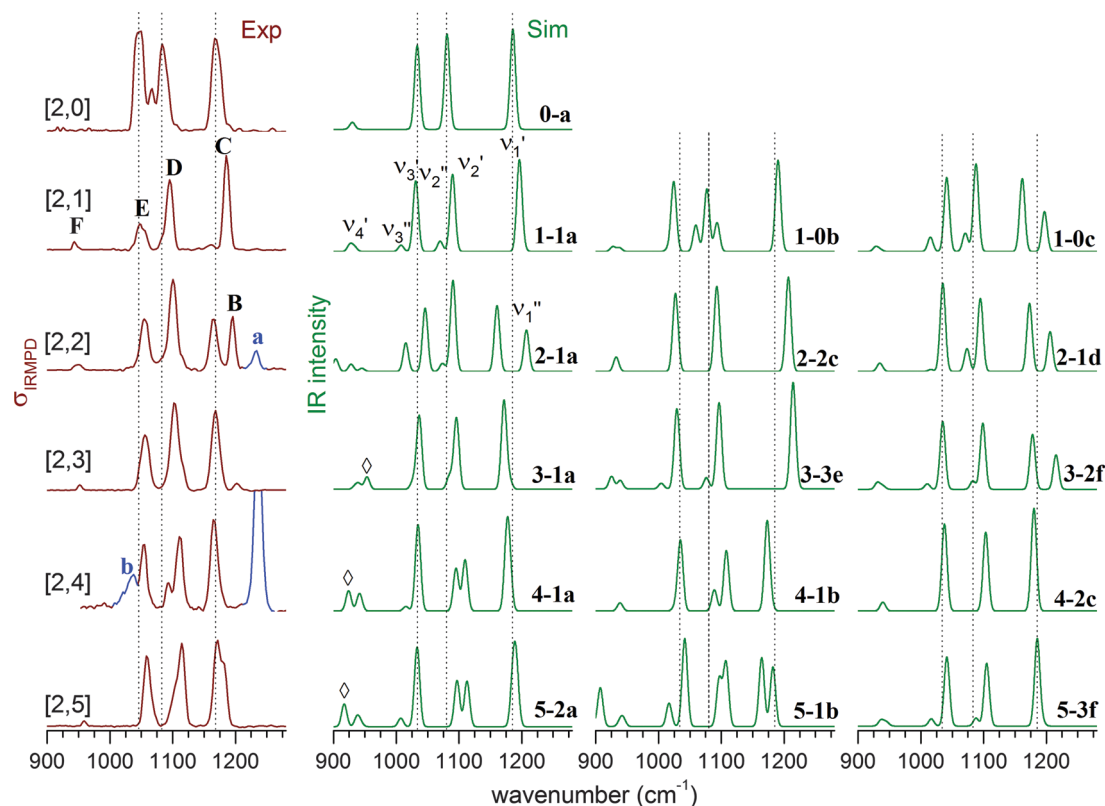 Exp
Sim
[2,0]
0-a
[2,1]
F
E
D
C
ν4'
ν3''
ν3'
ν2''
ν2'
ν1'
1-1a
1-0b
1-0c
[2,2]
B
a
ν1''
2-1a
2-2c
2-1d
σIRMPD
IR intensity
[2,3]
◊
3-1a
3-3e
3-2f
[2,4]
b
◊
4-1a
4-1b
4-2c
[2,5]
◊
5-2a
5-1b
5-3f
900 1000 1100 1200 900 1000 1100 1200 900 1000 1100 1200 900 1000 1100 1200
wavenumber (cm-1)